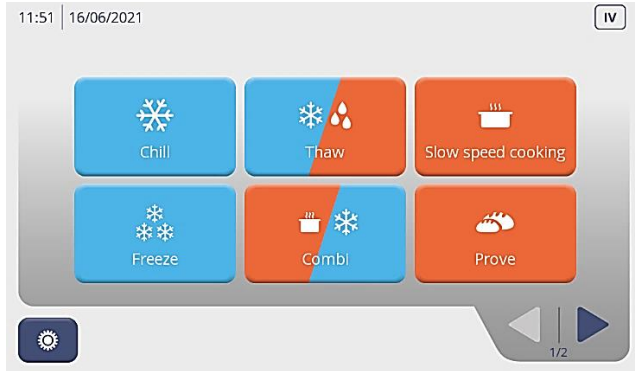 11:51 16/06/2021 IV
Chill Thaw Slow speed cooking
Freeze Combi Prove
1/2